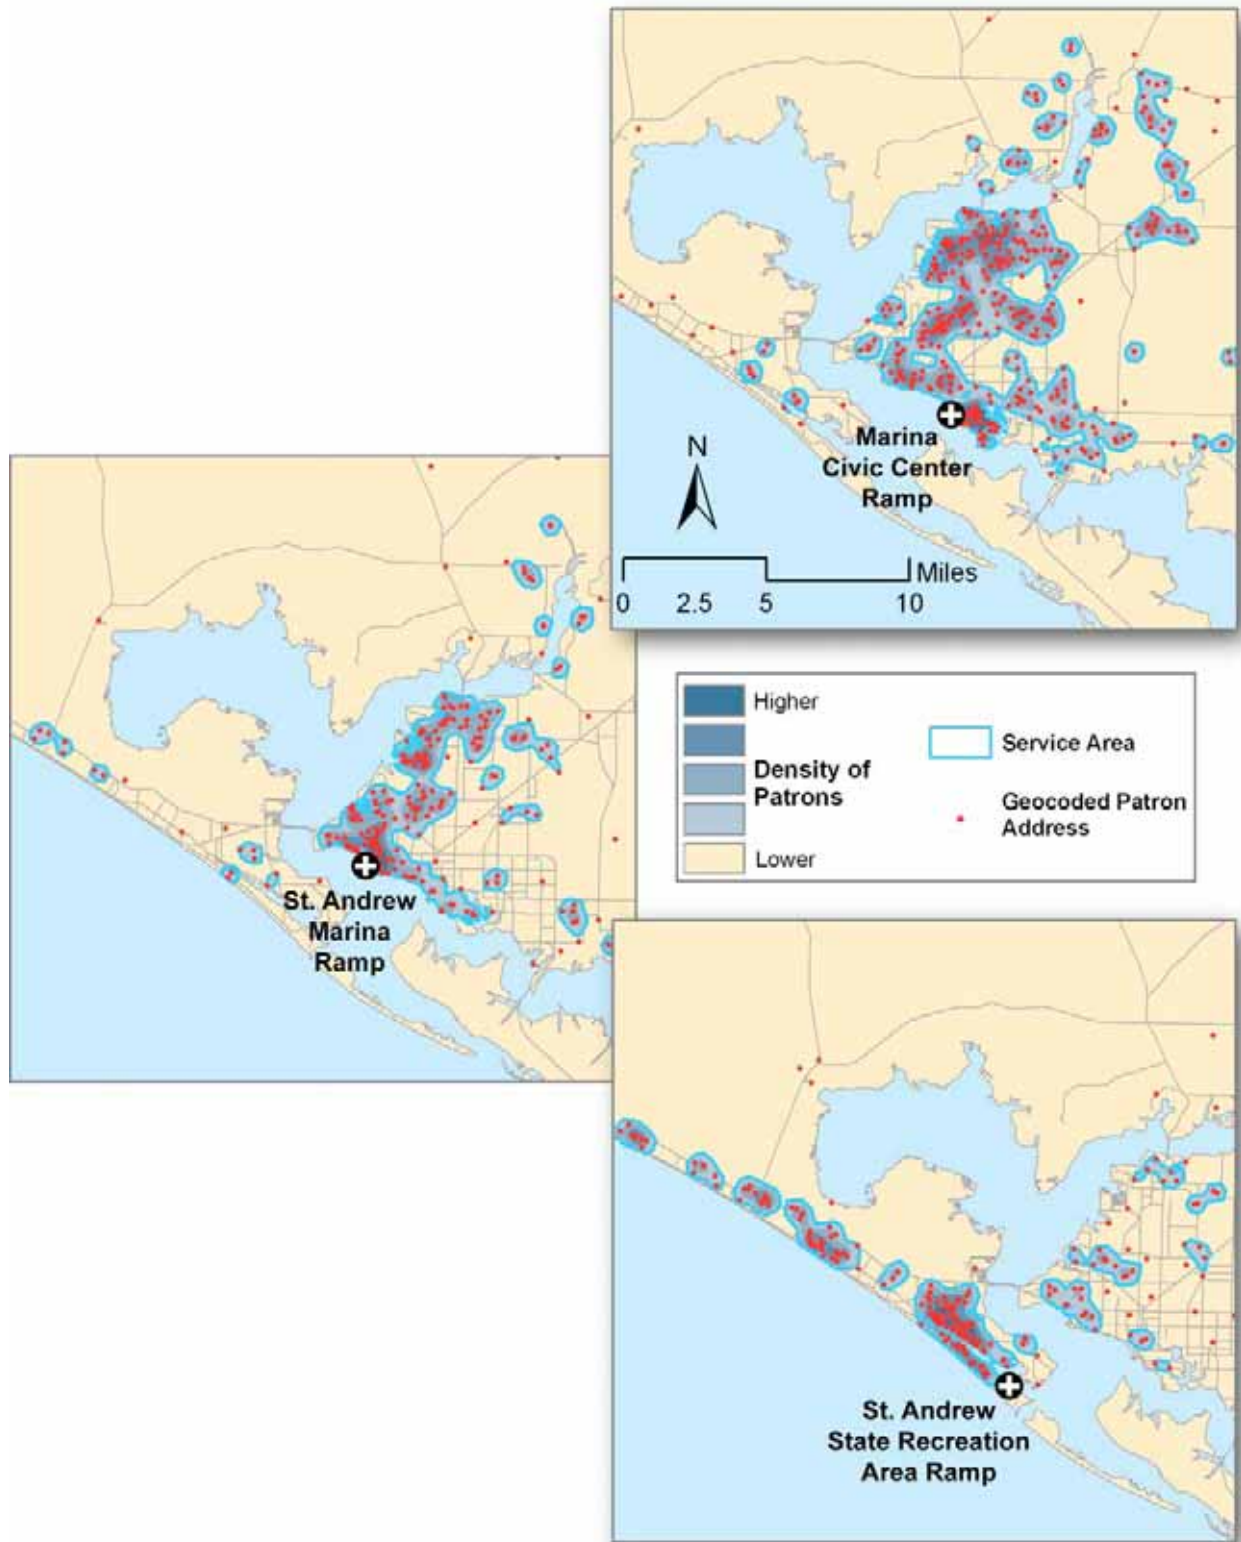 Marina
Civic Center
Ramp
N
Miles
0 2.5 5 10
St. Andrew
Marina
Ramp
Higher
Density of
Patrons
Lower
Service Area
Geocoded Patron
Address
St. Andrew
State Recreation
Area Ramp